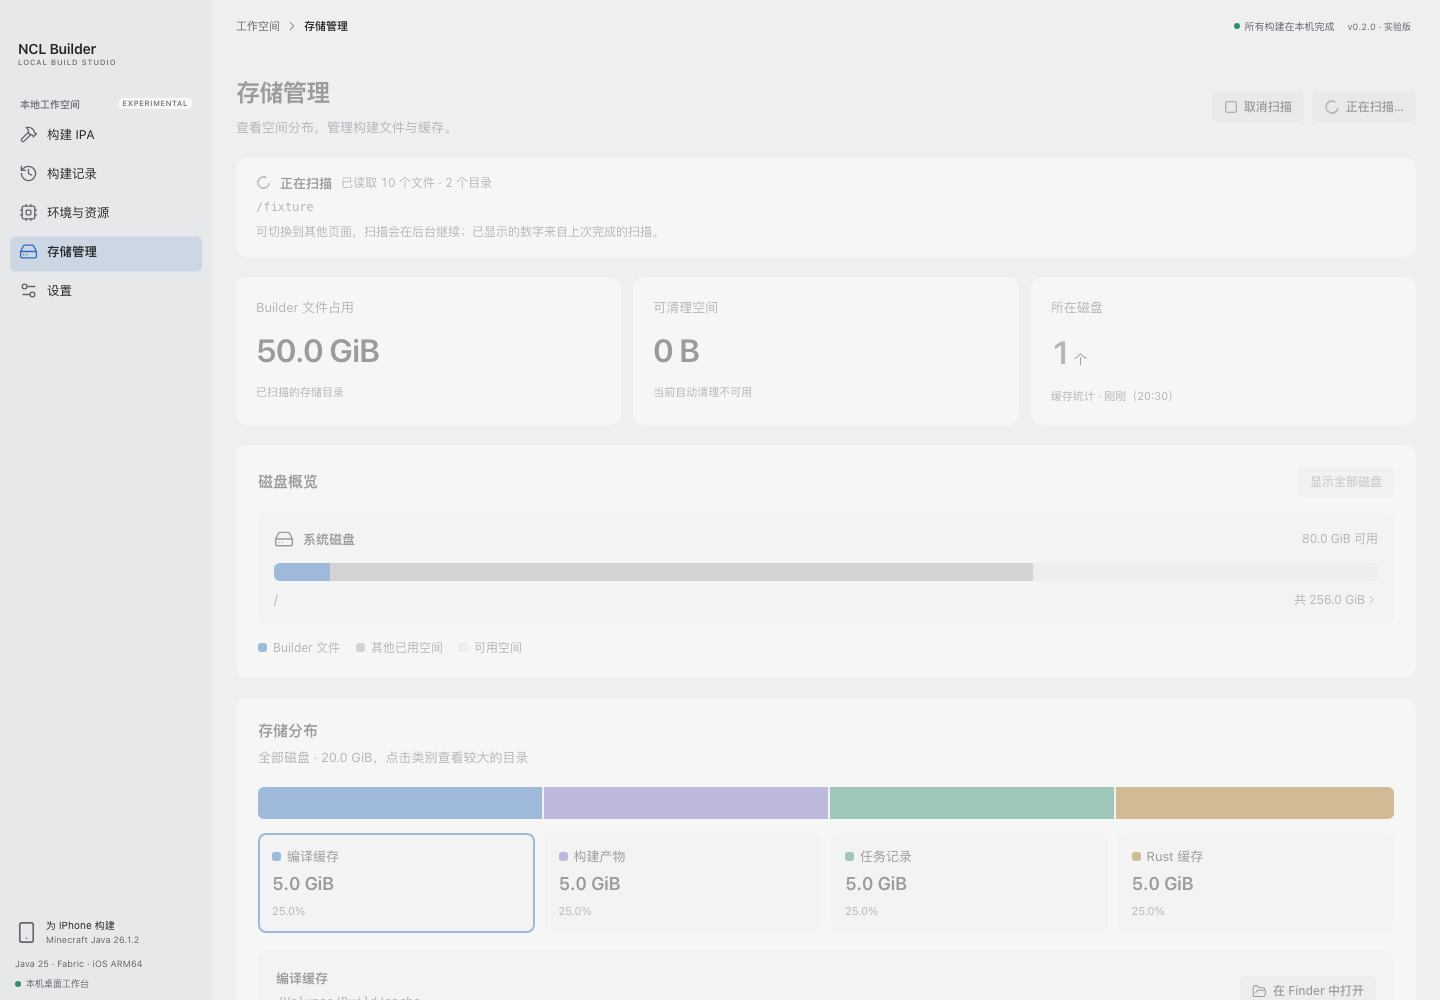 NCL Builder
LOCAL BUILD STUDIO
本地工作空间 EXPERIMENTAL
构建 IPA
构建记录
环境与资源
存储管理
设置
为 iPhone 构建
Minecraft Java 26.1.2
Java 25 · Fabric · iOS ARM64
本机桌面工作台
工作空间 > 存储管理
所有构建在本机完成 v0.2.0 · 实验版
存储管理
查看空间分布，管理构建文件与缓存。
取消扫描 正在扫描...
正在扫描 已读取 10 个文件 · 2 个目录
/fixture
可切换到其他页面，扫描会在后台继续；已显示的数字来自上次完成的扫描。
Builder 文件占用
50.0 GiB
已扫描的存储目录
可清理空间
0 B
当前自动清理不可用
所在磁盘
1 个
缓存统计 · 刚刚（20:30）
磁盘概览 显示全部磁盘
系统磁盘 80.0 GiB 可用
/ 共 256.0 GiB >
Builder 文件 其他已用空间 可用空间
存储分布
全部磁盘 · 20.0 GiB，点击类别查看较大的目录
编译缓存
5.0 GiB
25.0%
构建产物
5.0 GiB
25.0%
任务记录
5.0 GiB
25.0%
Rust 缓存
5.0 GiB
25.0%
编译缓存
/Volumes/Build/cache
在 Finder 中打开